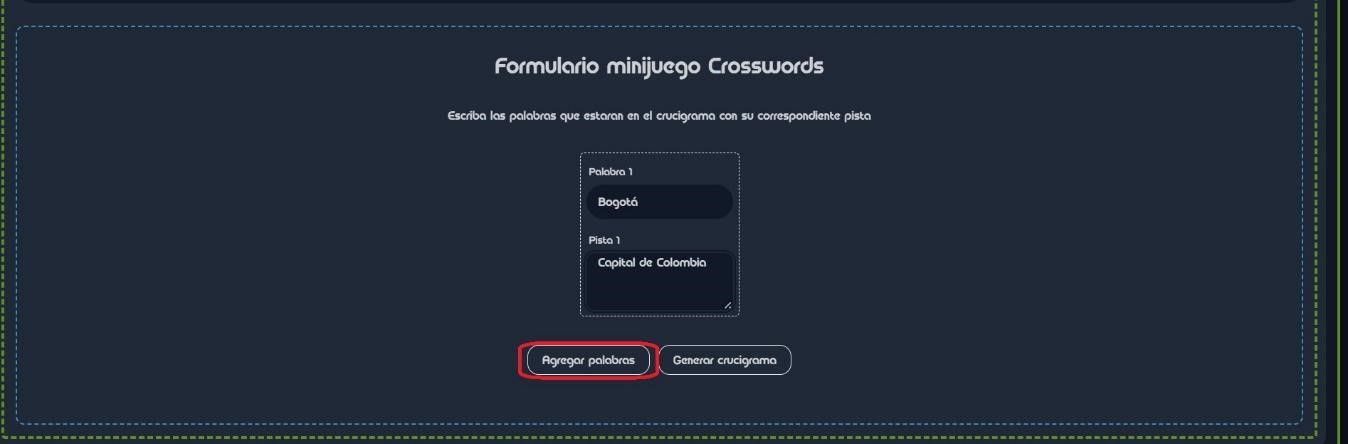 Formulario minijuego Crosswords
Escriba las palabras que estaran en el crucigrama con su correspondiente pista
Palabra 1
Bogotá
Pista 1
Capital de Colombia
Agregar palabras
Generar crucigrama